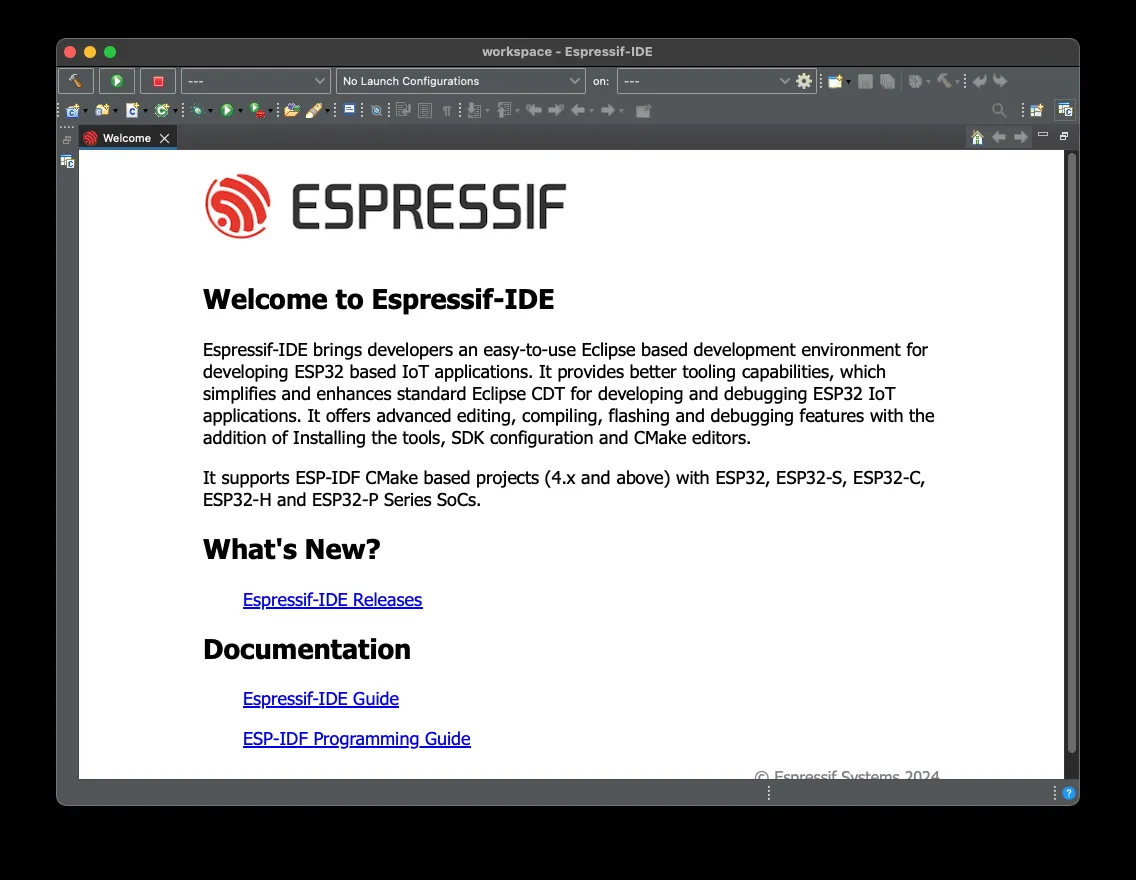 workspace - Espressif-IDE
---
No Launch Configurations
on:
---
Welcome
ESPRESSIF
Welcome to Espressif-IDE
Espressif-IDE brings developers an easy-to-use Eclipse based development environment for
developing ESP32 based IoT applications. It provides better tooling capabilities, which
simplifies and enhances standard Eclipse CDT for developing and debugging ESP32 IoT
applications. It offers advanced editing, compiling, flashing and debugging features with the
addition of Installing the tools, SDK configuration and CMake editors.
It supports ESP-IDF CMake based projects (4.x and above) with ESP32, ESP32-S, ESP32-C,
ESP32-H and ESP32-P Series SoCs.
What's New?
Espressif-IDE Releases
Documentation
Espressif-IDE Guide
ESP-IDF Programming Guide
© Espressif Systems 2024